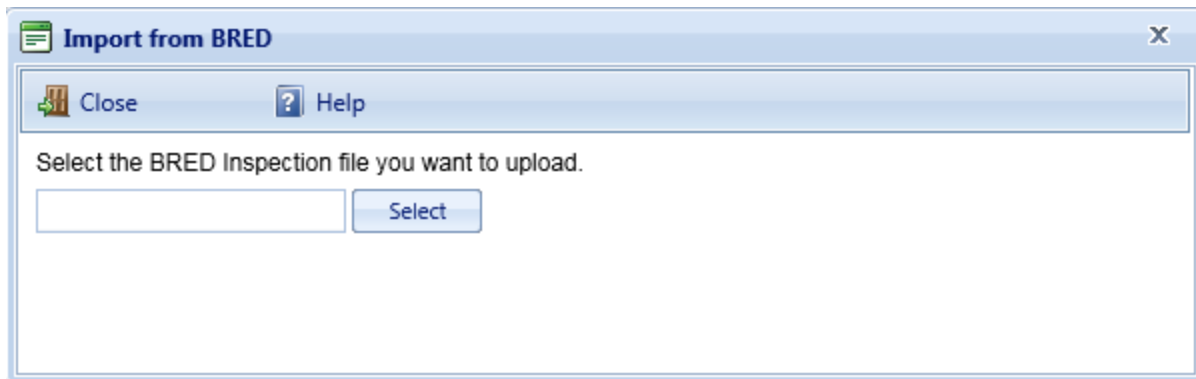 Import from BRED
Close Help
Select the BRED Inspection file you want to upload.
Select